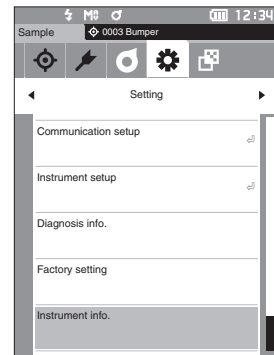 12:34
Sample
0003 Bumper
Setting
Communication setup
Instrument setup
Diagnosis info.
Factory setting
Instrument info.